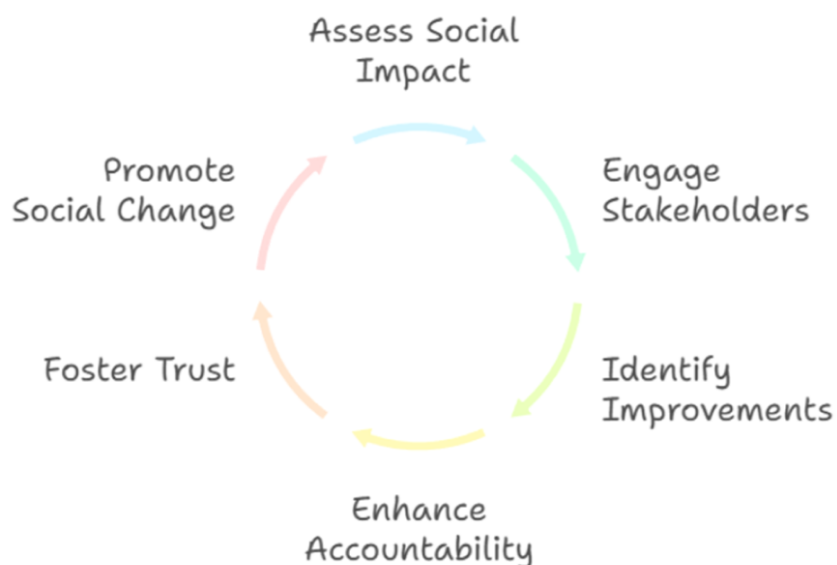 Assess Social
Impact
Engage
Stakeholders
Identify
Improvements
Enhance
Accountability
Foster Trust
Promote
Social Change